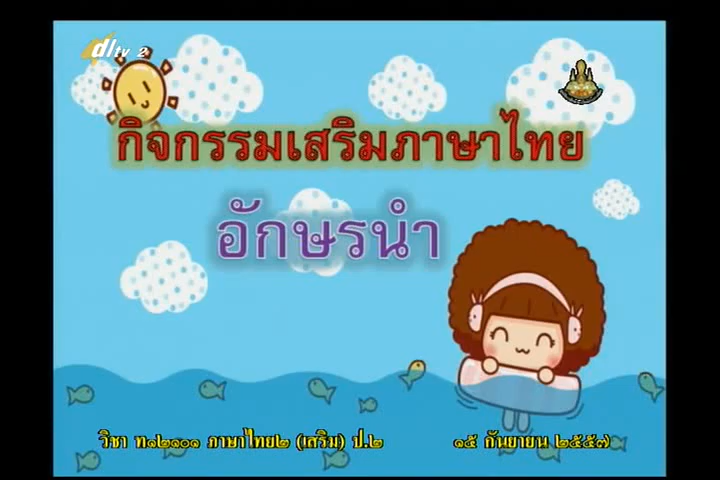 dltv 2
กิจกรรมเสริมภาษาไทย
อักษรนำ
วิชา ท๑๒๑๐๑ ภาษาไทย๒ (เสริม) ป.๒
๑๕ กันยายน ๒๕๕๗